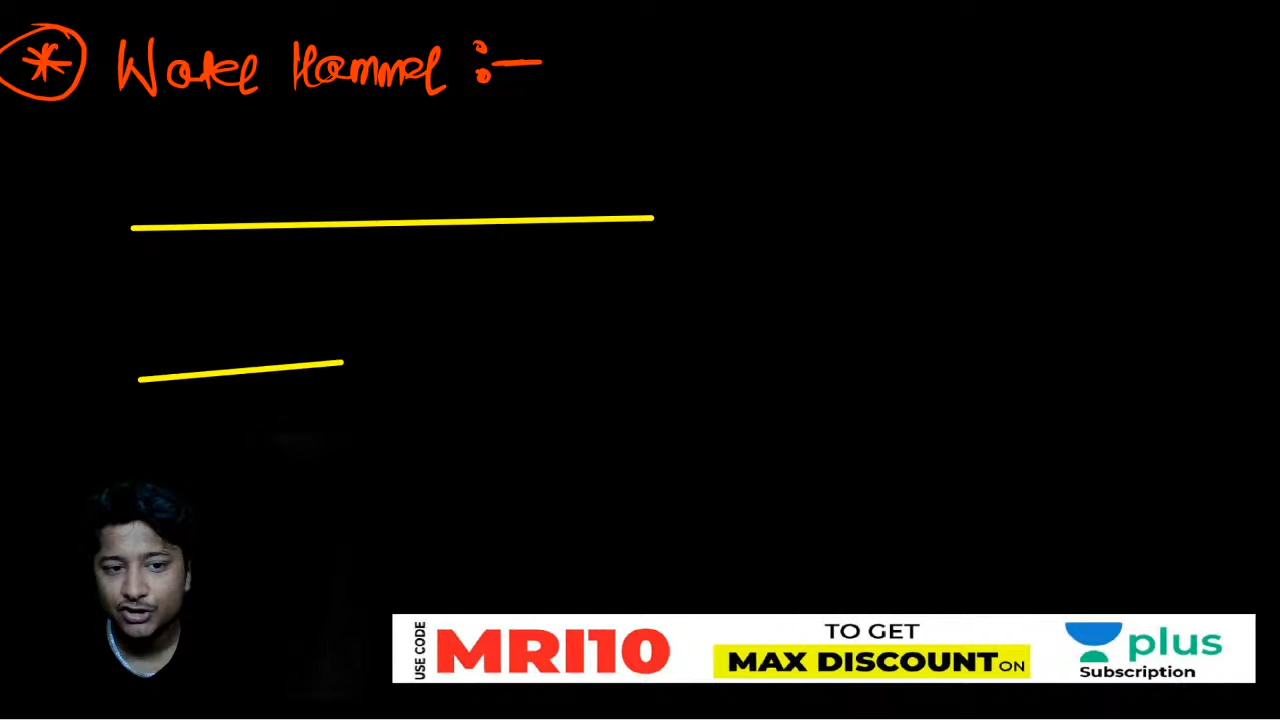 * Water Hammer :-
USE CODE
MRI10
TO GET
MAX DISCOUNT ON
plus
Subscription